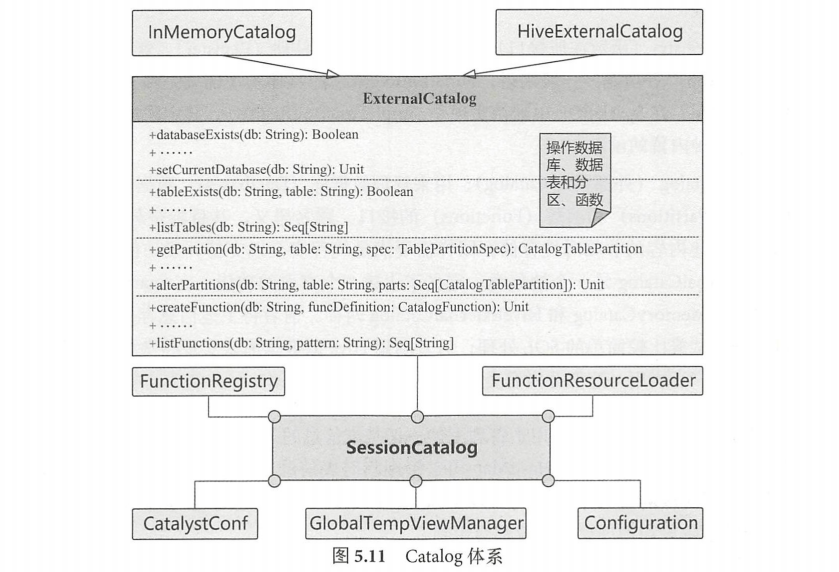 InMemoryCatalog
HiveExternalCatalog
ExternalCatalog
+databaseExists(db: String): Boolean
+ ······
+setCurrentDatabase(db: String): Unit
+tableExists(db: String, table: String): Boolean
+ ······
+listTables(db: String): Seq[String]
+getPartition(db: String, table: String, spec: TablePartitionSpec): CatalogTablePartition
+ ······
+alterPartitions(db: String, table: String, parts: Seq[CatalogTablePartition]): Unit
+createFunction(db: String, funcDefinition: CatalogFunction): Unit
+ ······
+listFunctions(db: String, pattern: String): Seq[String]
操作数据
库、数据
表和分
区、函数
FunctionRegistry
FunctionResourceLoader
SessionCatalog
CatalystConf
GlobalTempViewManager
Configuration
图 5.11 Catalog 体系